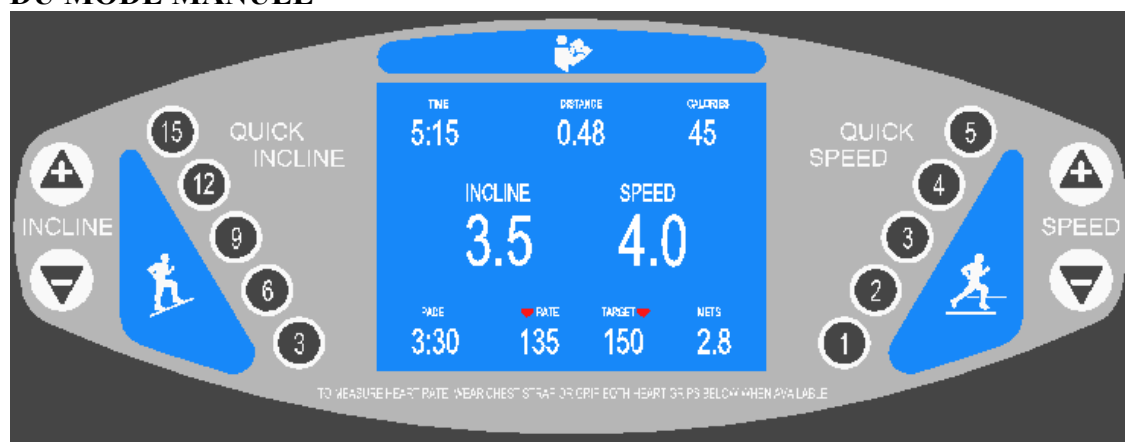 DU MODE MANUEL
TIME
5:15
DISTANCE
0.48
CALORIES
45
15
12
9
6
3
QUICK
INCLINE
QUICK
SPEED
5
4
3
2
1
INCLINE
SPEED
INCLINE
3.5
SPEED
4.0
PACE
3:30
RATE
135
TARGET
150
METS
2.8
TO MEASURE HEART RATE WEAR CHEST STRAP OR GRIP BOTH HEART GRIPS BELOW WHEN AVAILABLE